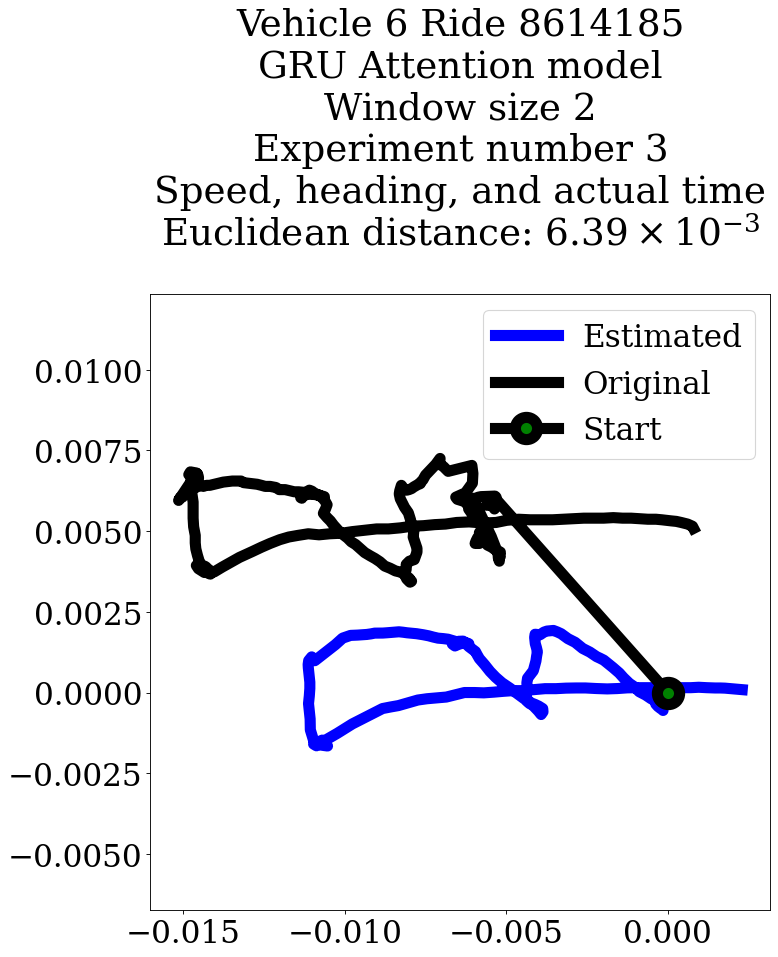 Vehicle 6 Ride 8614185
GRU Attention model
Window size 2
Experiment number 3
Speed, heading, and actual time
Euclidean distance: 6.39 × 10⁻³
Estimated
Original
Start
0.0100
0.0075
0.0050
0.0025
0.0000
−0.0025
−0.0050
−0.015 −0.010 −0.005 0.000